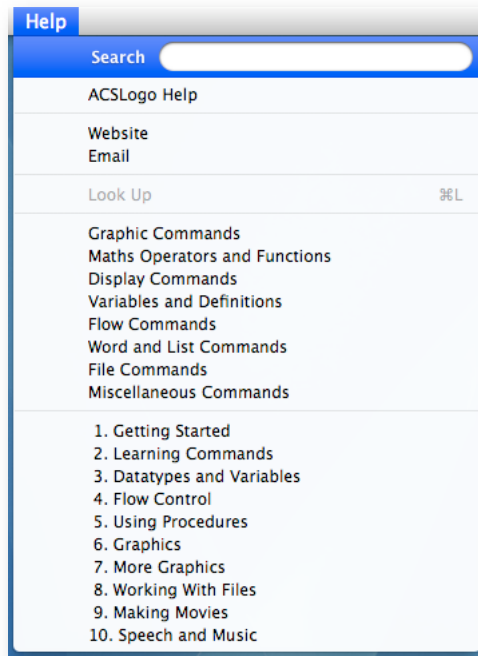 Help
Search
ACSLogo Help
Website
Email
Look Up ⌘L
Graphic Commands
Maths Operators and Functions
Display Commands
Variables and Definitions
Flow Commands
Word and List Commands
File Commands
Miscellaneous Commands
1. Getting Started
2. Learning Commands
3. Datatypes and Variables
4. Flow Control
5. Using Procedures
6. Graphics
7. More Graphics
8. Working With Files
9. Making Movies
10. Speech and Music